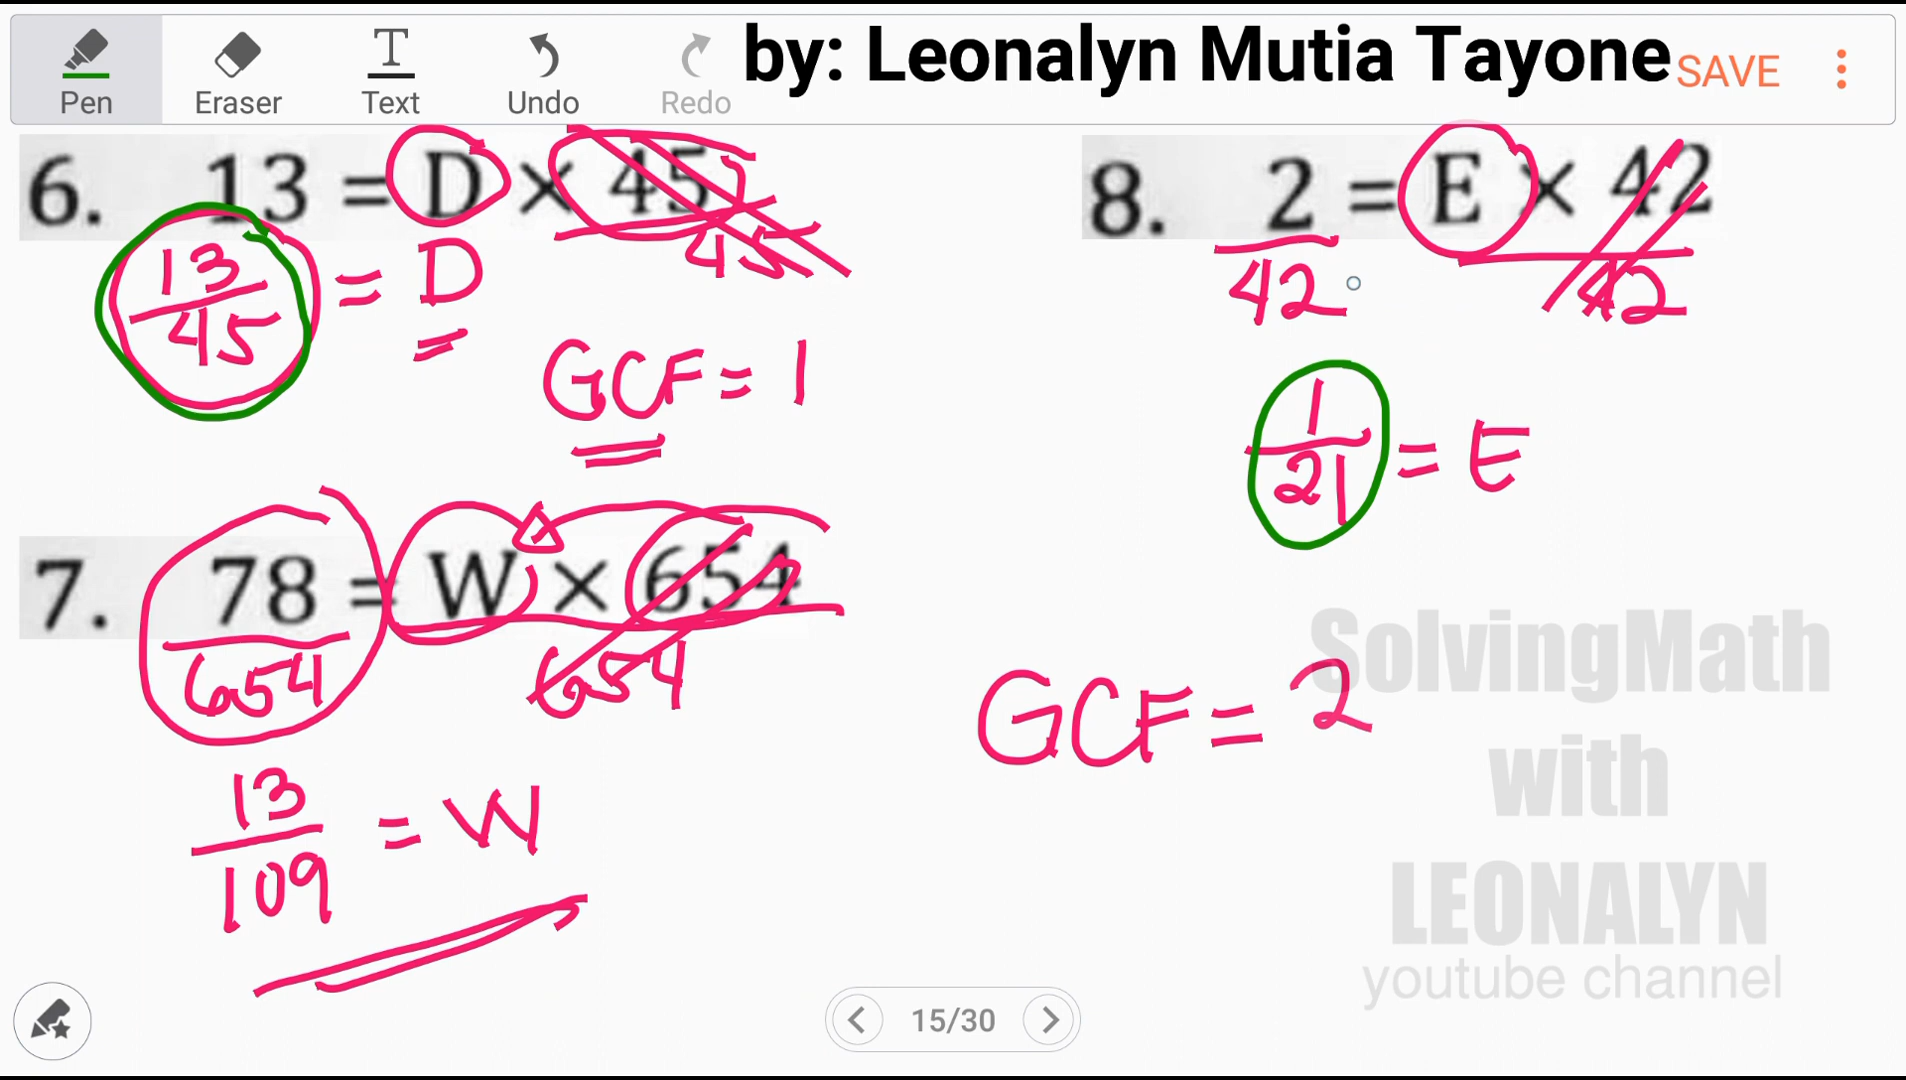 Pen
Eraser
Text
Undo
Redo
by: Leonalyn Mutia Tayone
SAVE
6. 13 = D × 45
45
13/45 = D
GCF = 1
7. 78 = W × 654
654 654
13/109 = W
8. 2 = E × 42
42 42
1/21 = E
GCF = 2
SolvingMath
with
LEONALYN
youtube channel
15/30